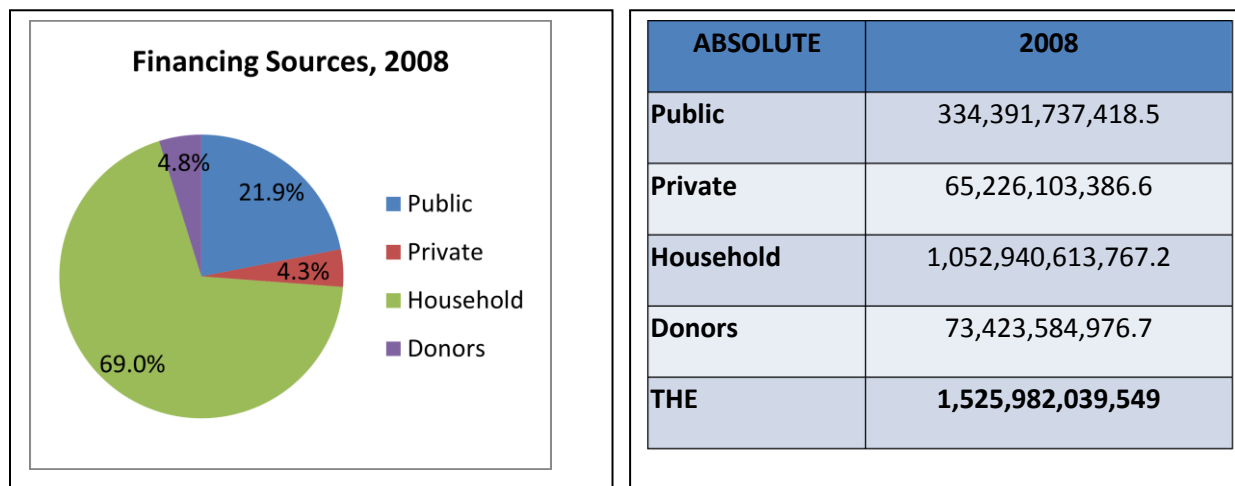 Financing Sources, 2008
4.8%
21.9%
4.3%
69.0%
Public
Private
Household
Donors
ABSOLUTE 2008
Public 334,391,737,418.5
Private 65,226,103,386.6
Household 1,052,940,613,767.2
Donors 73,423,584,976.7
THE 1,525,982,039,549